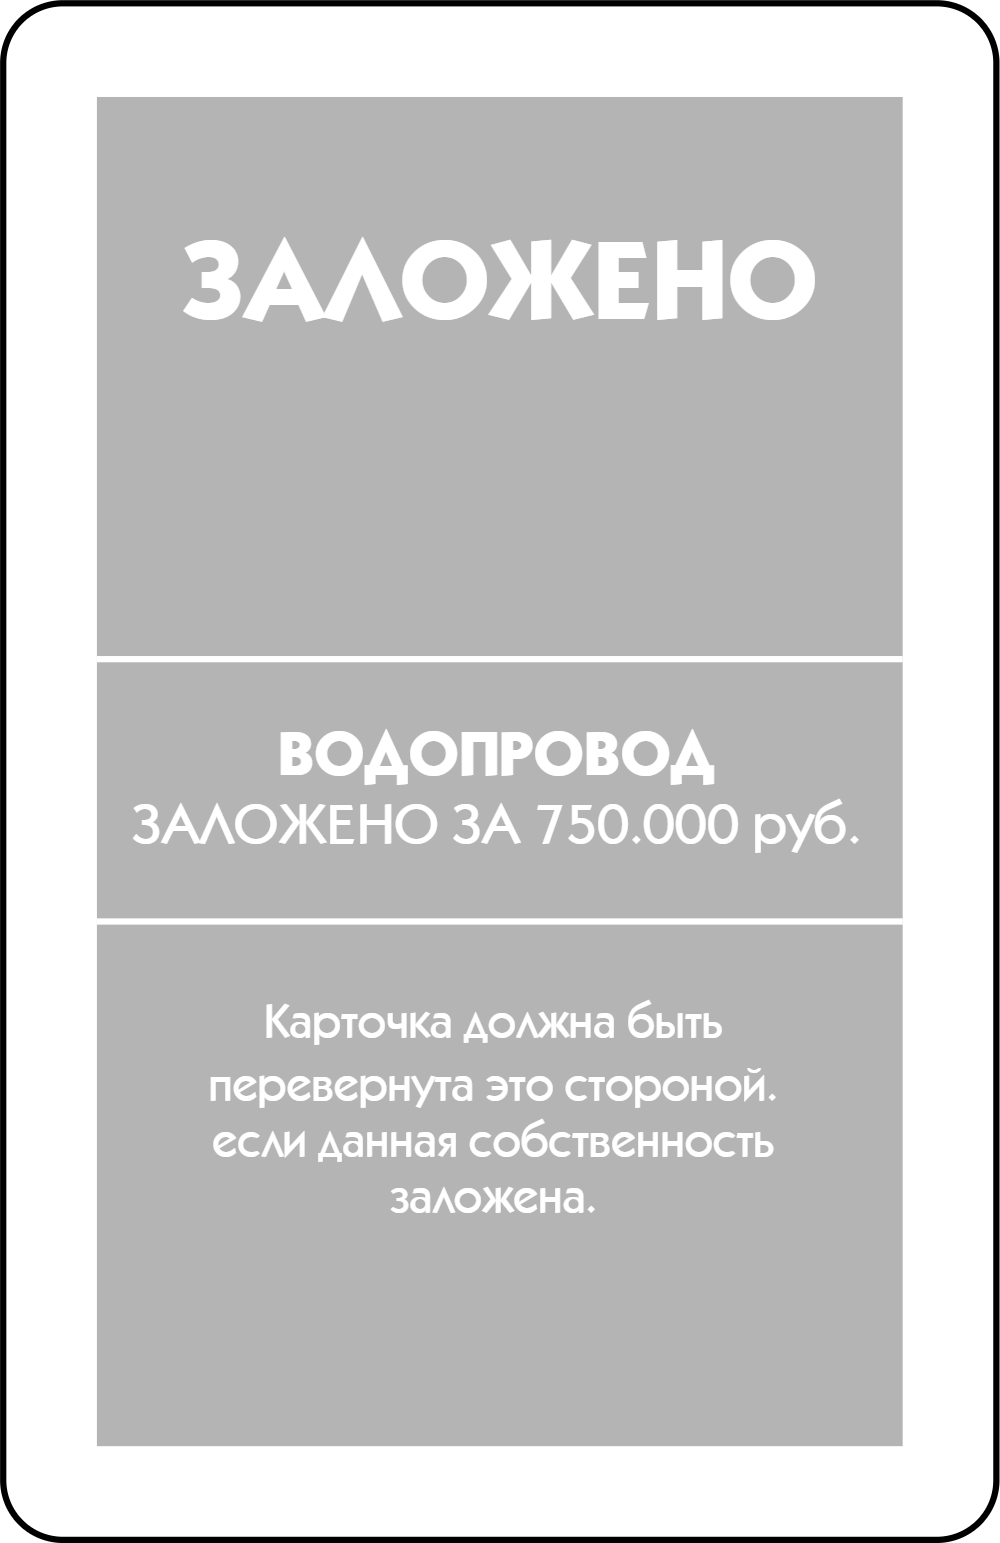 ЗАЛОЖЕНО
ВОДОПРОВОД
ЗАЛОЖЕНО ЗА 750.000 руб.
Карточка должна быть
перевернута это стороной.
если данная собственность
заложена.